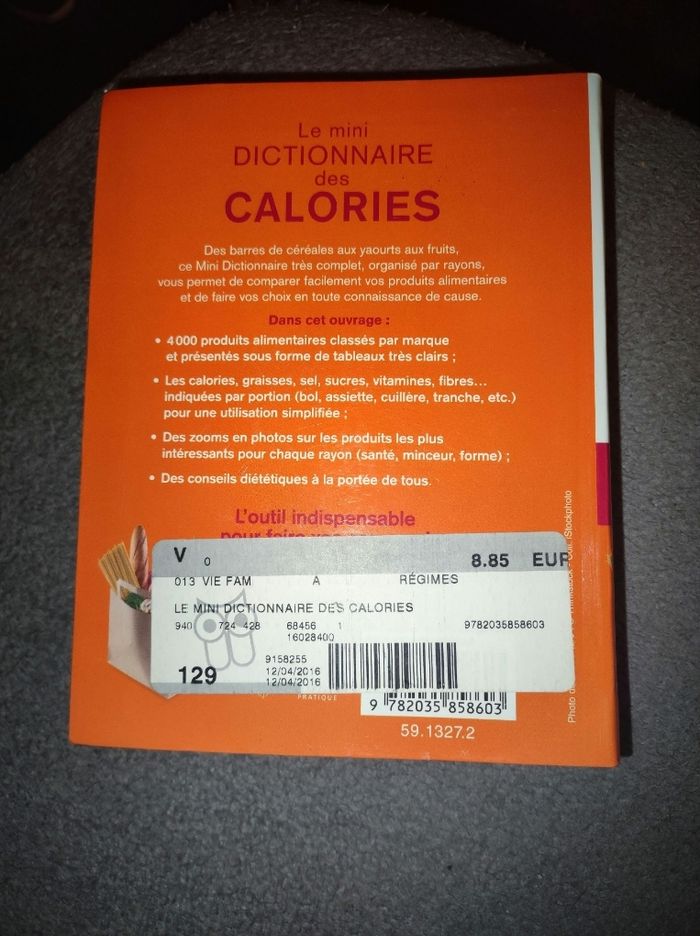 Le mini
DICTIONNAIRE
des
CALORIES
Des barres de céréales aux yaourts aux fruits,
ce Mini Dictionnaire très complet, organisé par rayons,
vous permet de comparer facilement vos produits alimentaires
et de faire vos choix en toute connaissance de cause.
Dans cet ouvrage :
• 4000 produits alimentaires classés par marque
et présentés sous forme de tableaux très clairs ;
• Les calories, graisses, sel, sucres, vitamines, fibres...
indiquées par portion (bol, assiette, cuillère, tranche, etc.)
pour une utilisation simplifiée ;
• Des zooms en photos sur les produits les plus
intéressants pour chaque rayon (santé, minceur, forme) ;
• Des conseils diététiques à la portée de tous.
L'outil indispensable
pour faire
V 0 8.85 EUR
013 VIE FAM A RÉGIMES
LE MINI DICTIONNAIRE DES CALORIES
940 724 428 68456 1 9782035858603
16028400
9158255
12/04/2016
129 12/04/2016
PRATIQUE
9 782035 858603
59.1327.2
Photo iStockphoto